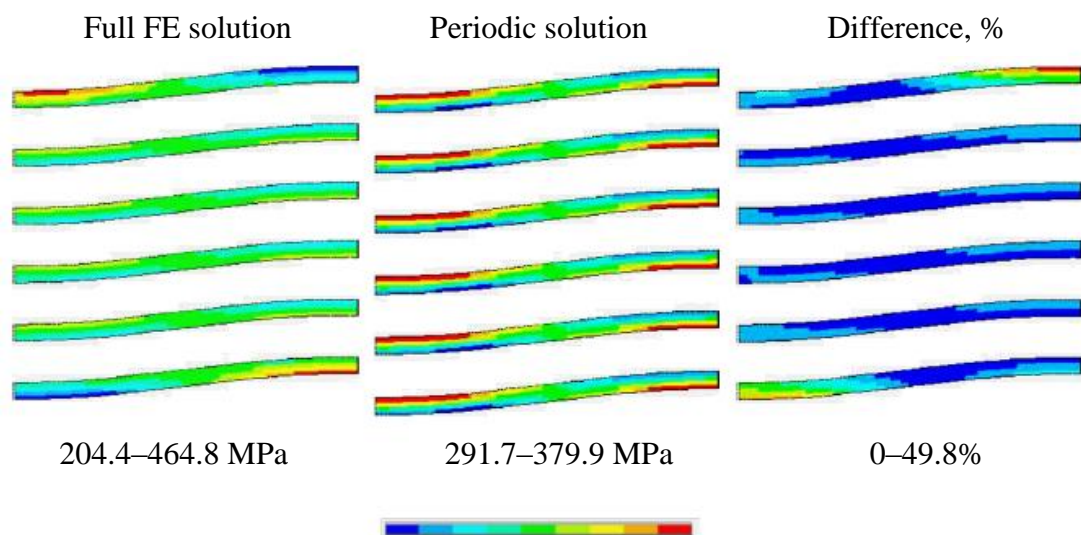 Full FE solution Periodic solution Difference, %
204.4–464.8 MPa 291.7–379.9 MPa 0–49.8%